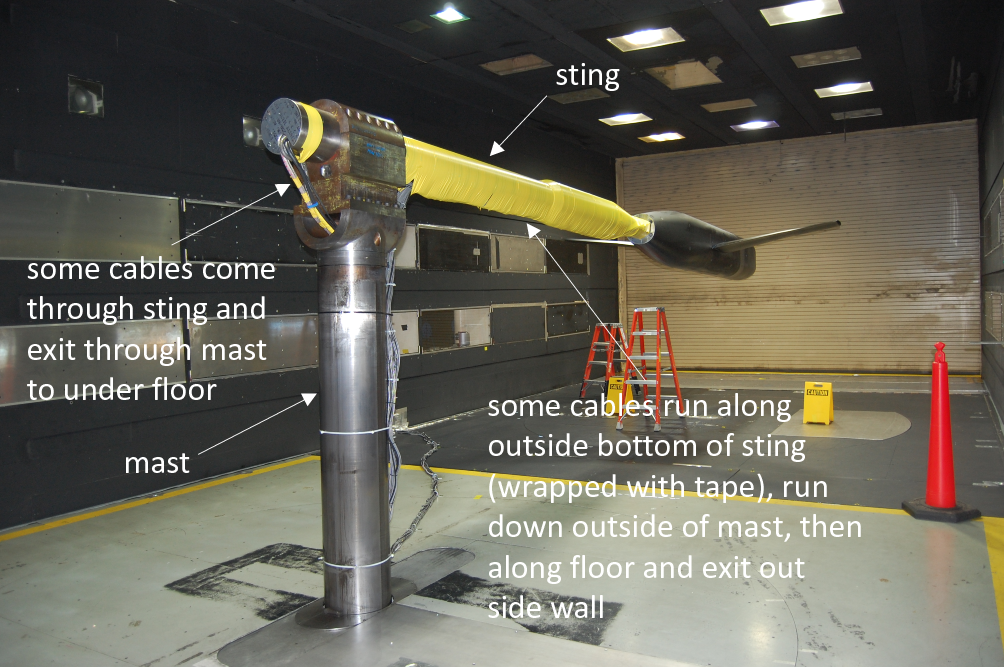 sting
some cables come
through sting and
exit through mast
to under floor
mast
some cables run along
outside bottom of sting
(wrapped with tape), run
down outside of mast, then
along floor and exit out
side wall
CAUTION
CAUTION